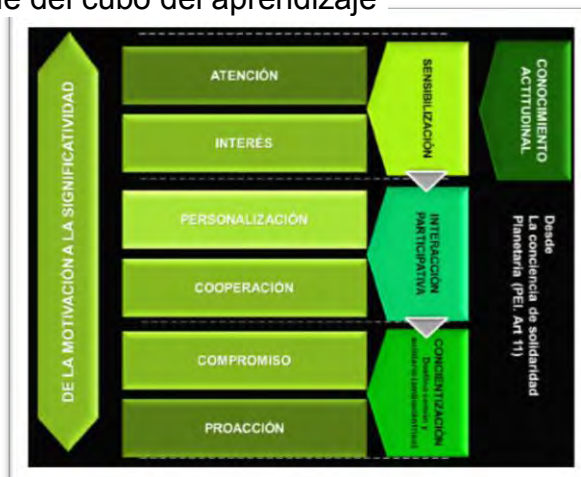 del cubo del aprendizaje
DE LA MOTIVACIÓN A LA SIGNIFICATIVIDAD
ATENCIÓN
INTERÉS
PERSONALIZACIÓN
COOPERACIÓN
COMPROMISO
PROACCIÓN
SENSIBILIZACIÓN
INTERACCIÓN
PARTICIPATIVA
CONCIENTIZACIÓN
CONOCIMIENTO
ACTITUDINAL
Desde
La conciencia de solidaridad
Planetaria (PEI. Art 11)